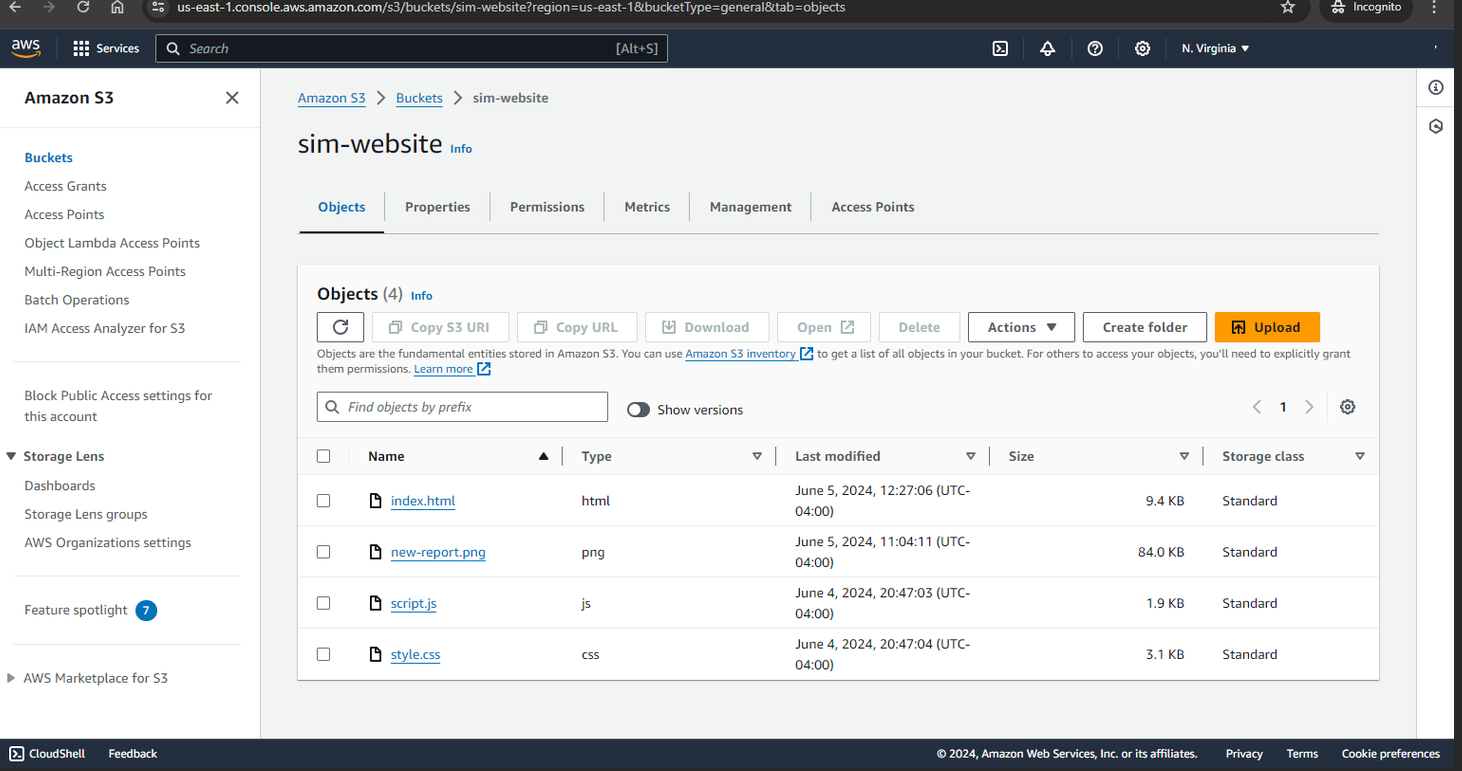 us-east-1.console.aws.amazon.com/s3/buckets/sim-website?region=us-east-1&bucketType=general&tab=objects
Incognito
aws
Services
Search
[Alt+S]
N. Virginia
Amazon S3
Buckets
Access Grants
Access Points
Object Lambda Access Points
Multi-Region Access Points
Batch Operations
IAM Access Analyzer for S3
Block Public Access settings for
this account
Storage Lens
Dashboards
Storage Lens groups
AWS Organizations settings
Feature spotlight 7
AWS Marketplace for S3
Amazon S3 Buckets sim-website
sim-website Info
Objects Properties Permissions Metrics Management Access Points
Objects (4) Info
Copy S3 URI Copy URL Download Open Delete Actions Create folder Upload
Objects are the fundamental entities stored in Amazon S3. You can use Amazon S3 inventory to get a list of all objects in your bucket. For others to access your objects, you'll need to explicitly grant
them permissions. Learn more
Find objects by prefix
Show versions
1
Name Type Last modified Size Storage class
index.html html June 5, 2024, 12:27:06 (UTC-
04:00) 9.4 KB Standard
new-report.png png June 5, 2024, 11:04:11 (UTC-
04:00) 84.0 KB Standard
script.js js June 4, 2024, 20:47:03 (UTC-
04:00) 1.9 KB Standard
style.css css June 4, 2024, 20:47:04 (UTC-
04:00) 3.1 KB Standard
CloudShell Feedback © 2024, Amazon Web Services, Inc. or its affiliates. Privacy Terms Cookie preferences